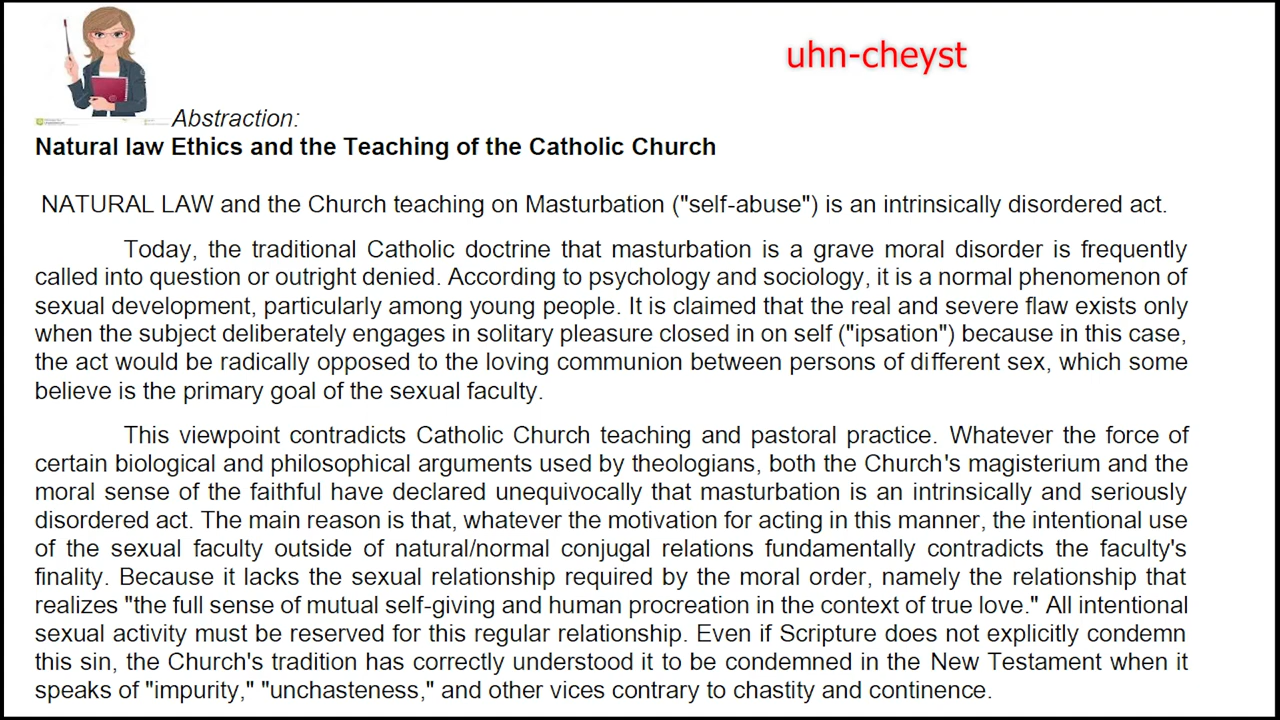 uhn-cheyst
Abstraction:
Natural law Ethics and the Teaching of the Catholic Church
NATURAL LAW and the Church teaching on Masturbation ("self-abuse") is an intrinsically disordered act.
Today, the traditional Catholic doctrine that masturbation is a grave moral disorder is frequently
called into question or outright denied. According to psychology and sociology, it is a normal phenomenon of
sexual development, particularly among young people. It is claimed that the real and severe flaw exists only
when the subject deliberately engages in solitary pleasure closed in on self ("ipsation") because in this case,
the act would be radically opposed to the loving communion between persons of different sex, which some
believe is the primary goal of the sexual faculty.
This viewpoint contradicts Catholic Church teaching and pastoral practice. Whatever the force of
certain biological and philosophical arguments used by theologians, both the Church's magisterium and the
moral sense of the faithful have declared unequivocally that masturbation is an intrinsically and seriously
disordered act. The main reason is that, whatever the motivation for acting in this manner, the intentional use
of the sexual faculty outside of natural/normal conjugal relations fundamentally contradicts the faculty's
finality. Because it lacks the sexual relationship required by the moral order, namely the relationship that
realizes "the full sense of mutual self-giving and human procreation in the context of true love." All intentional
sexual activity must be reserved for this regular relationship. Even if Scripture does not explicitly condemn
this sin, the Church's tradition has correctly understood it to be condemned in the New Testament when it
speaks of "impurity," "unchasteness," and other vices contrary to chastity and continence.